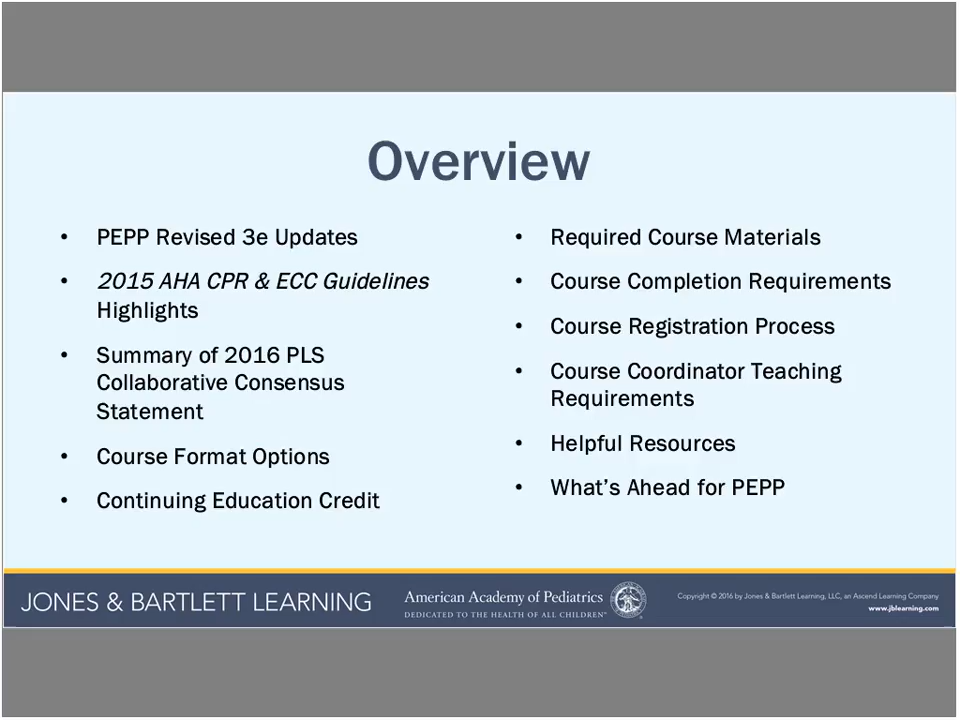 Overview
• PEPP Revised 3e Updates
• 2015 AHA CPR & ECC Guidelines
Highlights
• Summary of 2016 PLS
Collaborative Consensus
Statement
• Course Format Options
• Continuing Education Credit
• Required Course Materials
• Course Completion Requirements
• Course Registration Process
• Course Coordinator Teaching
Requirements
• Helpful Resources
• What's Ahead for PEPP
JONES & BARTLETT LEARNING
American Academy of Pediatrics
DEDICATED TO THE HEALTH OF ALL CHILDREN™
Copyright © 2016 by Jones & Bartlett Learning, LLC, an Ascend Learning Company
www.jblearning.com